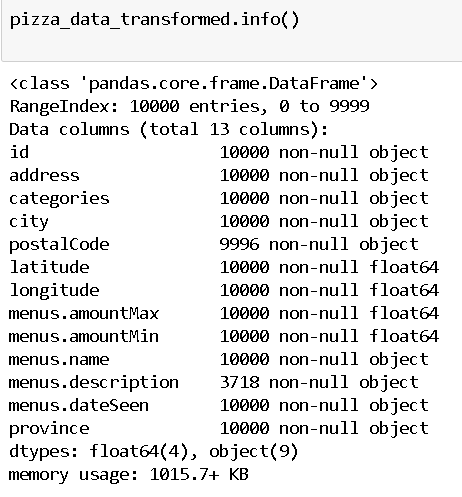 pizza_data_transformed.info()
<class 'pandas.core.frame.DataFrame'>
RangeIndex: 10000 entries, 0 to 9999
Data columns (total 13 columns):
id                   10000 non-null object
address              10000 non-null object
categories           10000 non-null object
city                 10000 non-null object
postalCode           9996 non-null object
latitude             10000 non-null float64
longitude            10000 non-null float64
menus.amountMax      10000 non-null float64
menus.amountMin      10000 non-null float64
menus.name           10000 non-null object
menus.description    3718 non-null object
menus.dateSeen       10000 non-null object
province             10000 non-null object
dtypes: float64(4), object(9)
memory usage: 1015.7+ KB